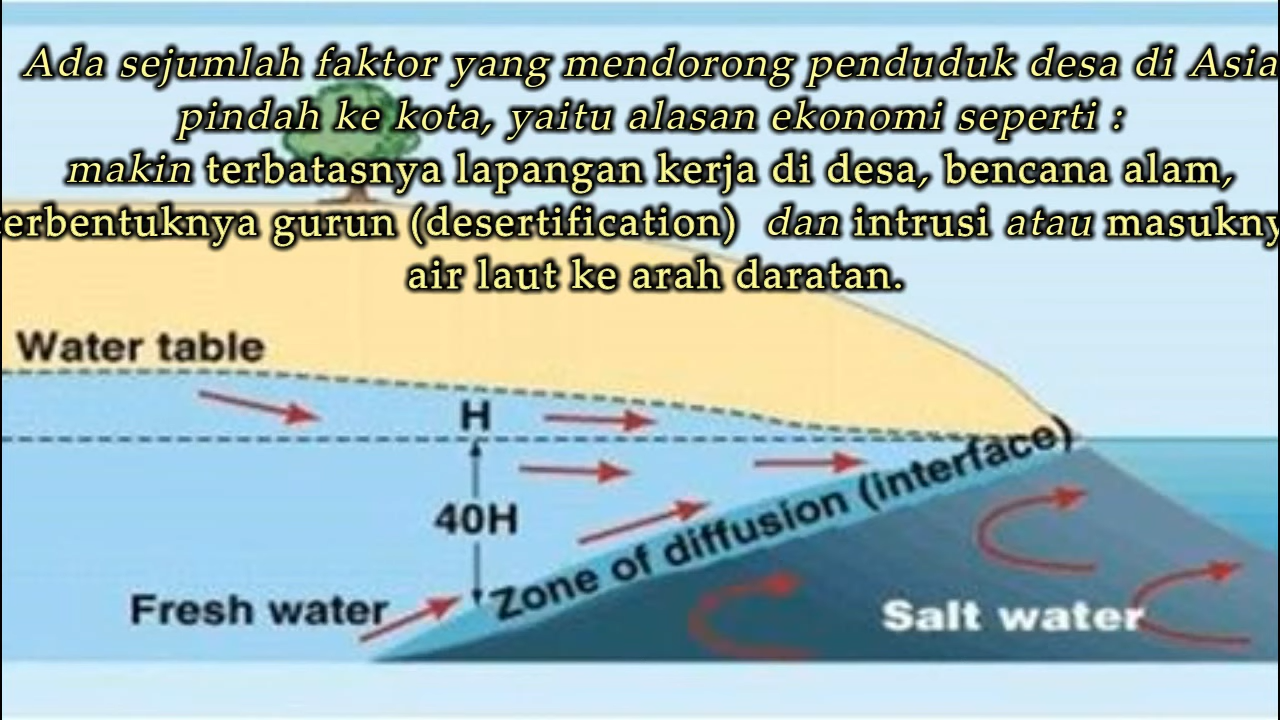 Ada sejumlah faktor yang mendorong penduduk desa di Asia
pindah ke kota, yaitu alasan ekonomi seperti :
makin terbatasnya lapangan kerja di desa, bencana alam,
erbentuknya gurun (desertification) dan intrusi atau masukny
air laut ke arah daratan.
Water table
H
40H
Zone of diffusion (interface)
Fresh water
Salt water